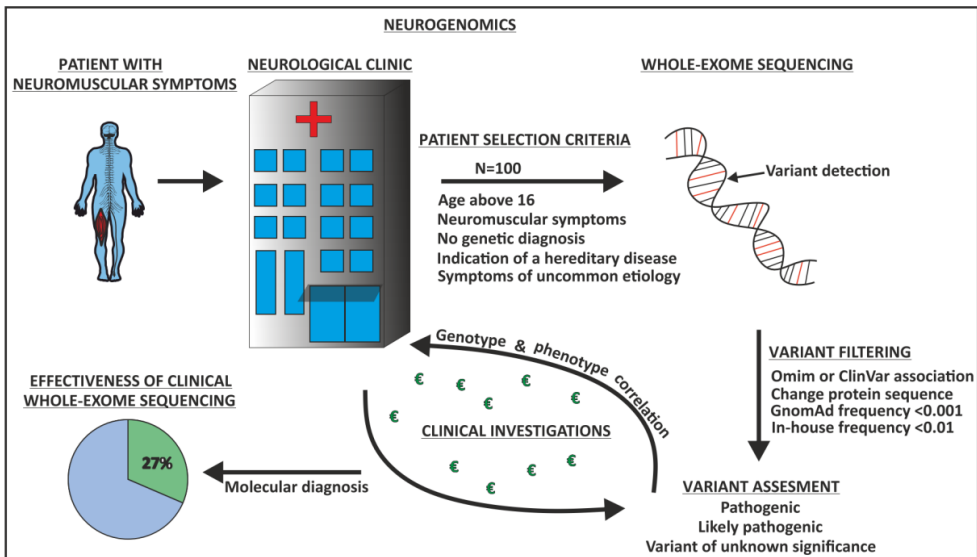 NEUROGENOMICS
PATIENT WITH
NEUROMUSCULAR SYMPTOMS
NEUROLOGICAL CLINIC
WHOLE-EXOME SEQUENCING
PATIENT SELECTION CRITERIA
N=100
Age above 16
Neuromuscular symptoms
No genetic diagnosis
Indication of a hereditary disease
Symptoms of uncommon etiology
Variant detection
VARIANT FILTERING
Omim or ClinVar association
Change protein sequence
GnomAd frequency <0.001
In-house frequency <0.01
VARIANT ASSESMENT
Pathogenic
Likely pathogenic
Variant of unknown significance
Genotype & phenotype correlation
€ € € € € €
CLINICAL INVESTIGATIONS
€ € € € €
Molecular diagnosis
EFFECTIVENESS OF CLINICAL
WHOLE-EXOME SEQUENCING
27%